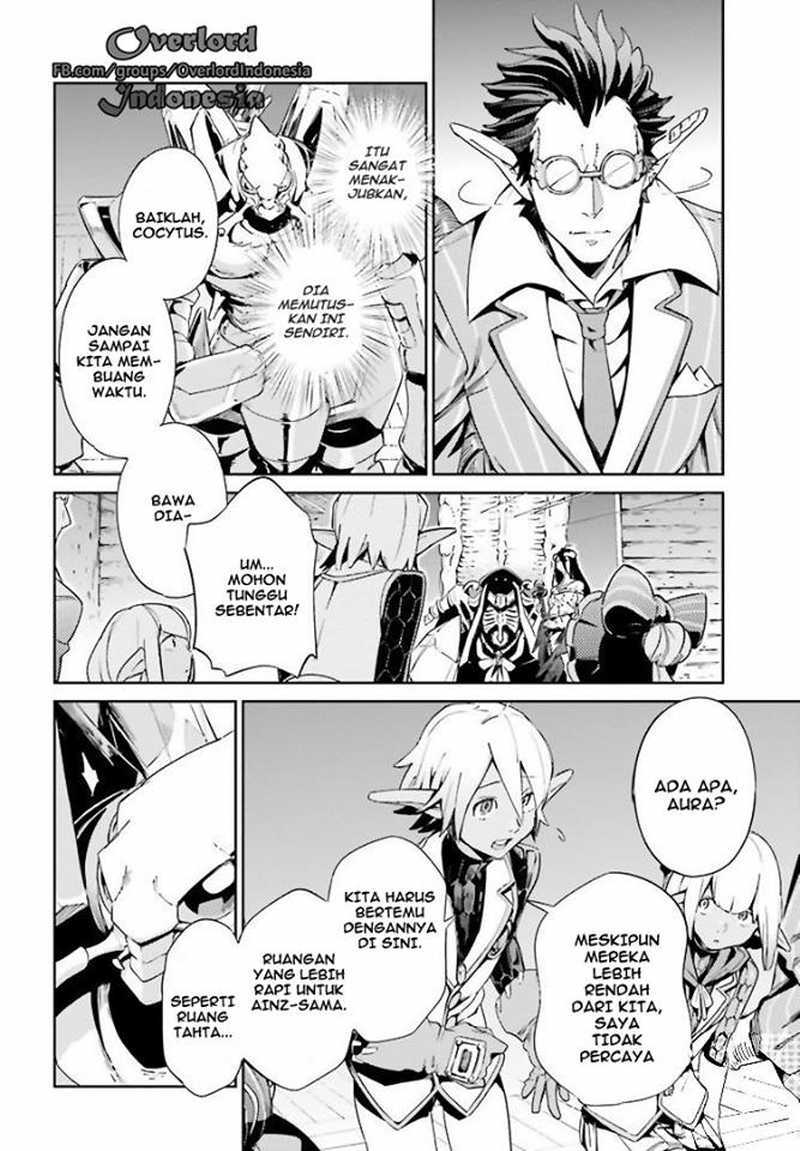 Overlord
FB.com/groups/OverlordIndonesia
Indonesia
ITU
SANGAT
MENAK-
JUBKAN,
DIA
MEMUTUS-
KAN INI
SENDIRI.
BAIKLAH,
COCYTUS.
JANGAN
SAMPAI
KITA MEM-
BUANG
WAKTU.
BAWA
DIA-
UM...
MOHON
TUNGGU
SEBENTAR!
ADA APA,
AURA?
MESKIPUN
MEREKA
LEBIH
RENDAH
DARI KITA,
SAYA
TIDAK
PERCAYA
KITA HARUS
BERTEMU
DENGANNYA
DI SINI.
RUANGAN
YANG LEBIH
RAPI UNTUK
AINZ-SAMA.
SEPERTI
RUANG
TAHTA...